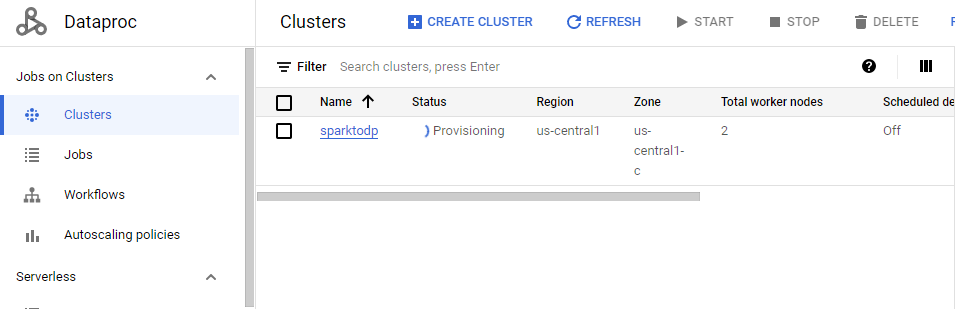 Dataproc
Clusters
CREATE CLUSTER
REFRESH
START
STOP
DELETE
Jobs on Clusters
Clusters
Jobs
Workflows
Autoscaling policies
Serverless
Filter Search clusters, press Enter
Name Status Region Zone Total worker nodes Scheduled de
sparktodp Provisioning us-central1 us- 2 Off
central1-
c